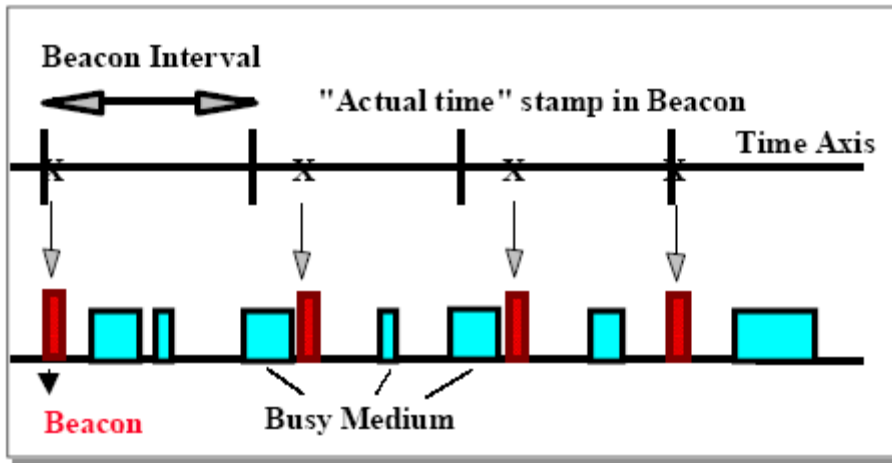 Beacon Interval
"Actual time" stamp in Beacon
Time Axis
X X X X
Beacon
Busy Medium